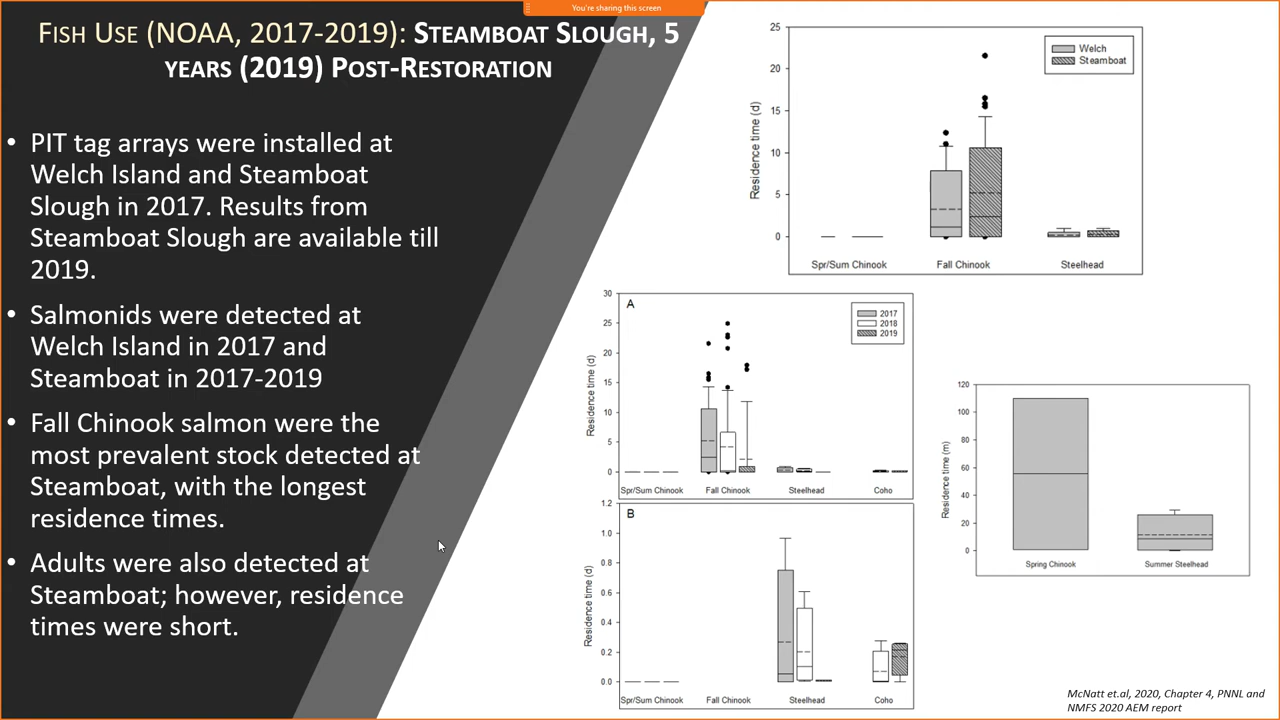 You're sharing this screen
FISH USE (NOAA, 2017-2019): STEAMBOAT SLOUGH, 5
YEARS (2019) POST-RESTORATION
• PIT tag arrays were installed at
Welch Island and Steamboat
Slough in 2017. Results from
Steamboat Slough are available till
2019.
• Salmonids were detected at
Welch Island in 2017 and
Steamboat in 2017-2019
• Fall Chinook salmon were the
most prevalent stock detected at
Steamboat, with the longest
residence times.
• Adults were also detected at
Steamboat; however, residence
times were short.
25
20
15
10
5
0
Residence time (d)
Welch
Steamboat
Spr/Sum Chinook Fall Chinook Steelhead
A
30
25
20
15
10
5
0
Residence time (d)
2017
2018
2019
Spr/Sum Chinook Fall Chinook Steelhead Coho
B
1.2
1.0
0.8
0.6
0.4
0.2
0.0
Residence time (d)
Spr/Sum Chinook Fall Chinook Steelhead Coho
120
100
80
60
40
20
0
Residence time (m)
Spring Chinook Summer Steelhead
McNatt et.al, 2020, Chapter 4, PNNL and
NMFS 2020 AEM report